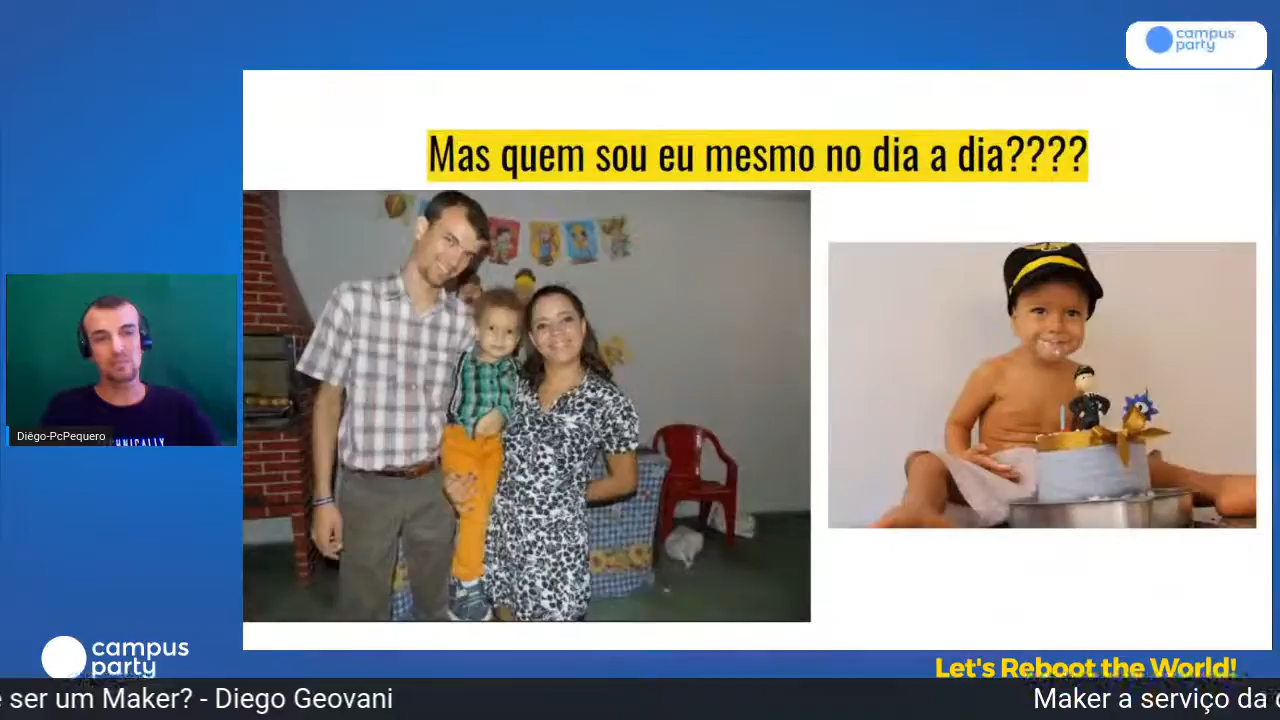 campus
party
Mas quem sou eu mesmo no dia a dia????
Diêgo-PcPequero
campus
party
Let's Reboot the World!
ser um Maker? - Diego Geovani
Maker a serviço da